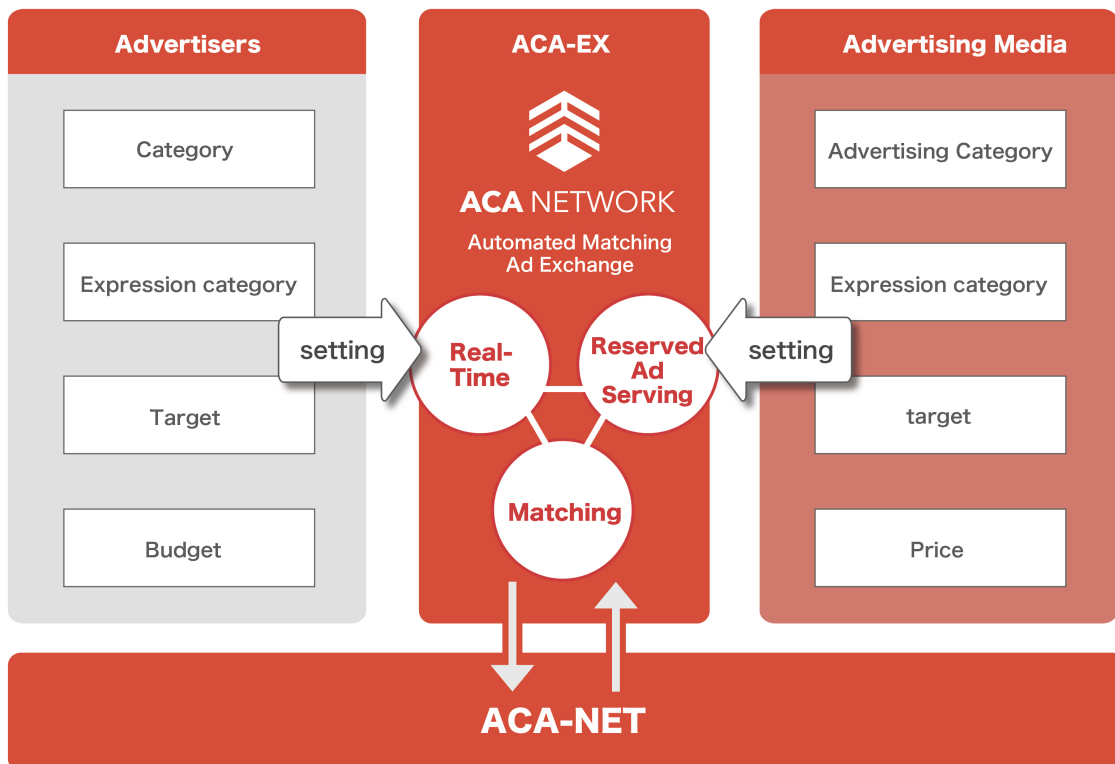 Advertisers
Category
Expression category
setting
Target
Budget
ACA-EX
ACA NETWORK
Automated Matching
Ad Exchange
Real-
Time
Reserved
Ad
Serving
Matching
Advertising Media
Advertising Category
Expression category
setting
target
Price
ACA-NET